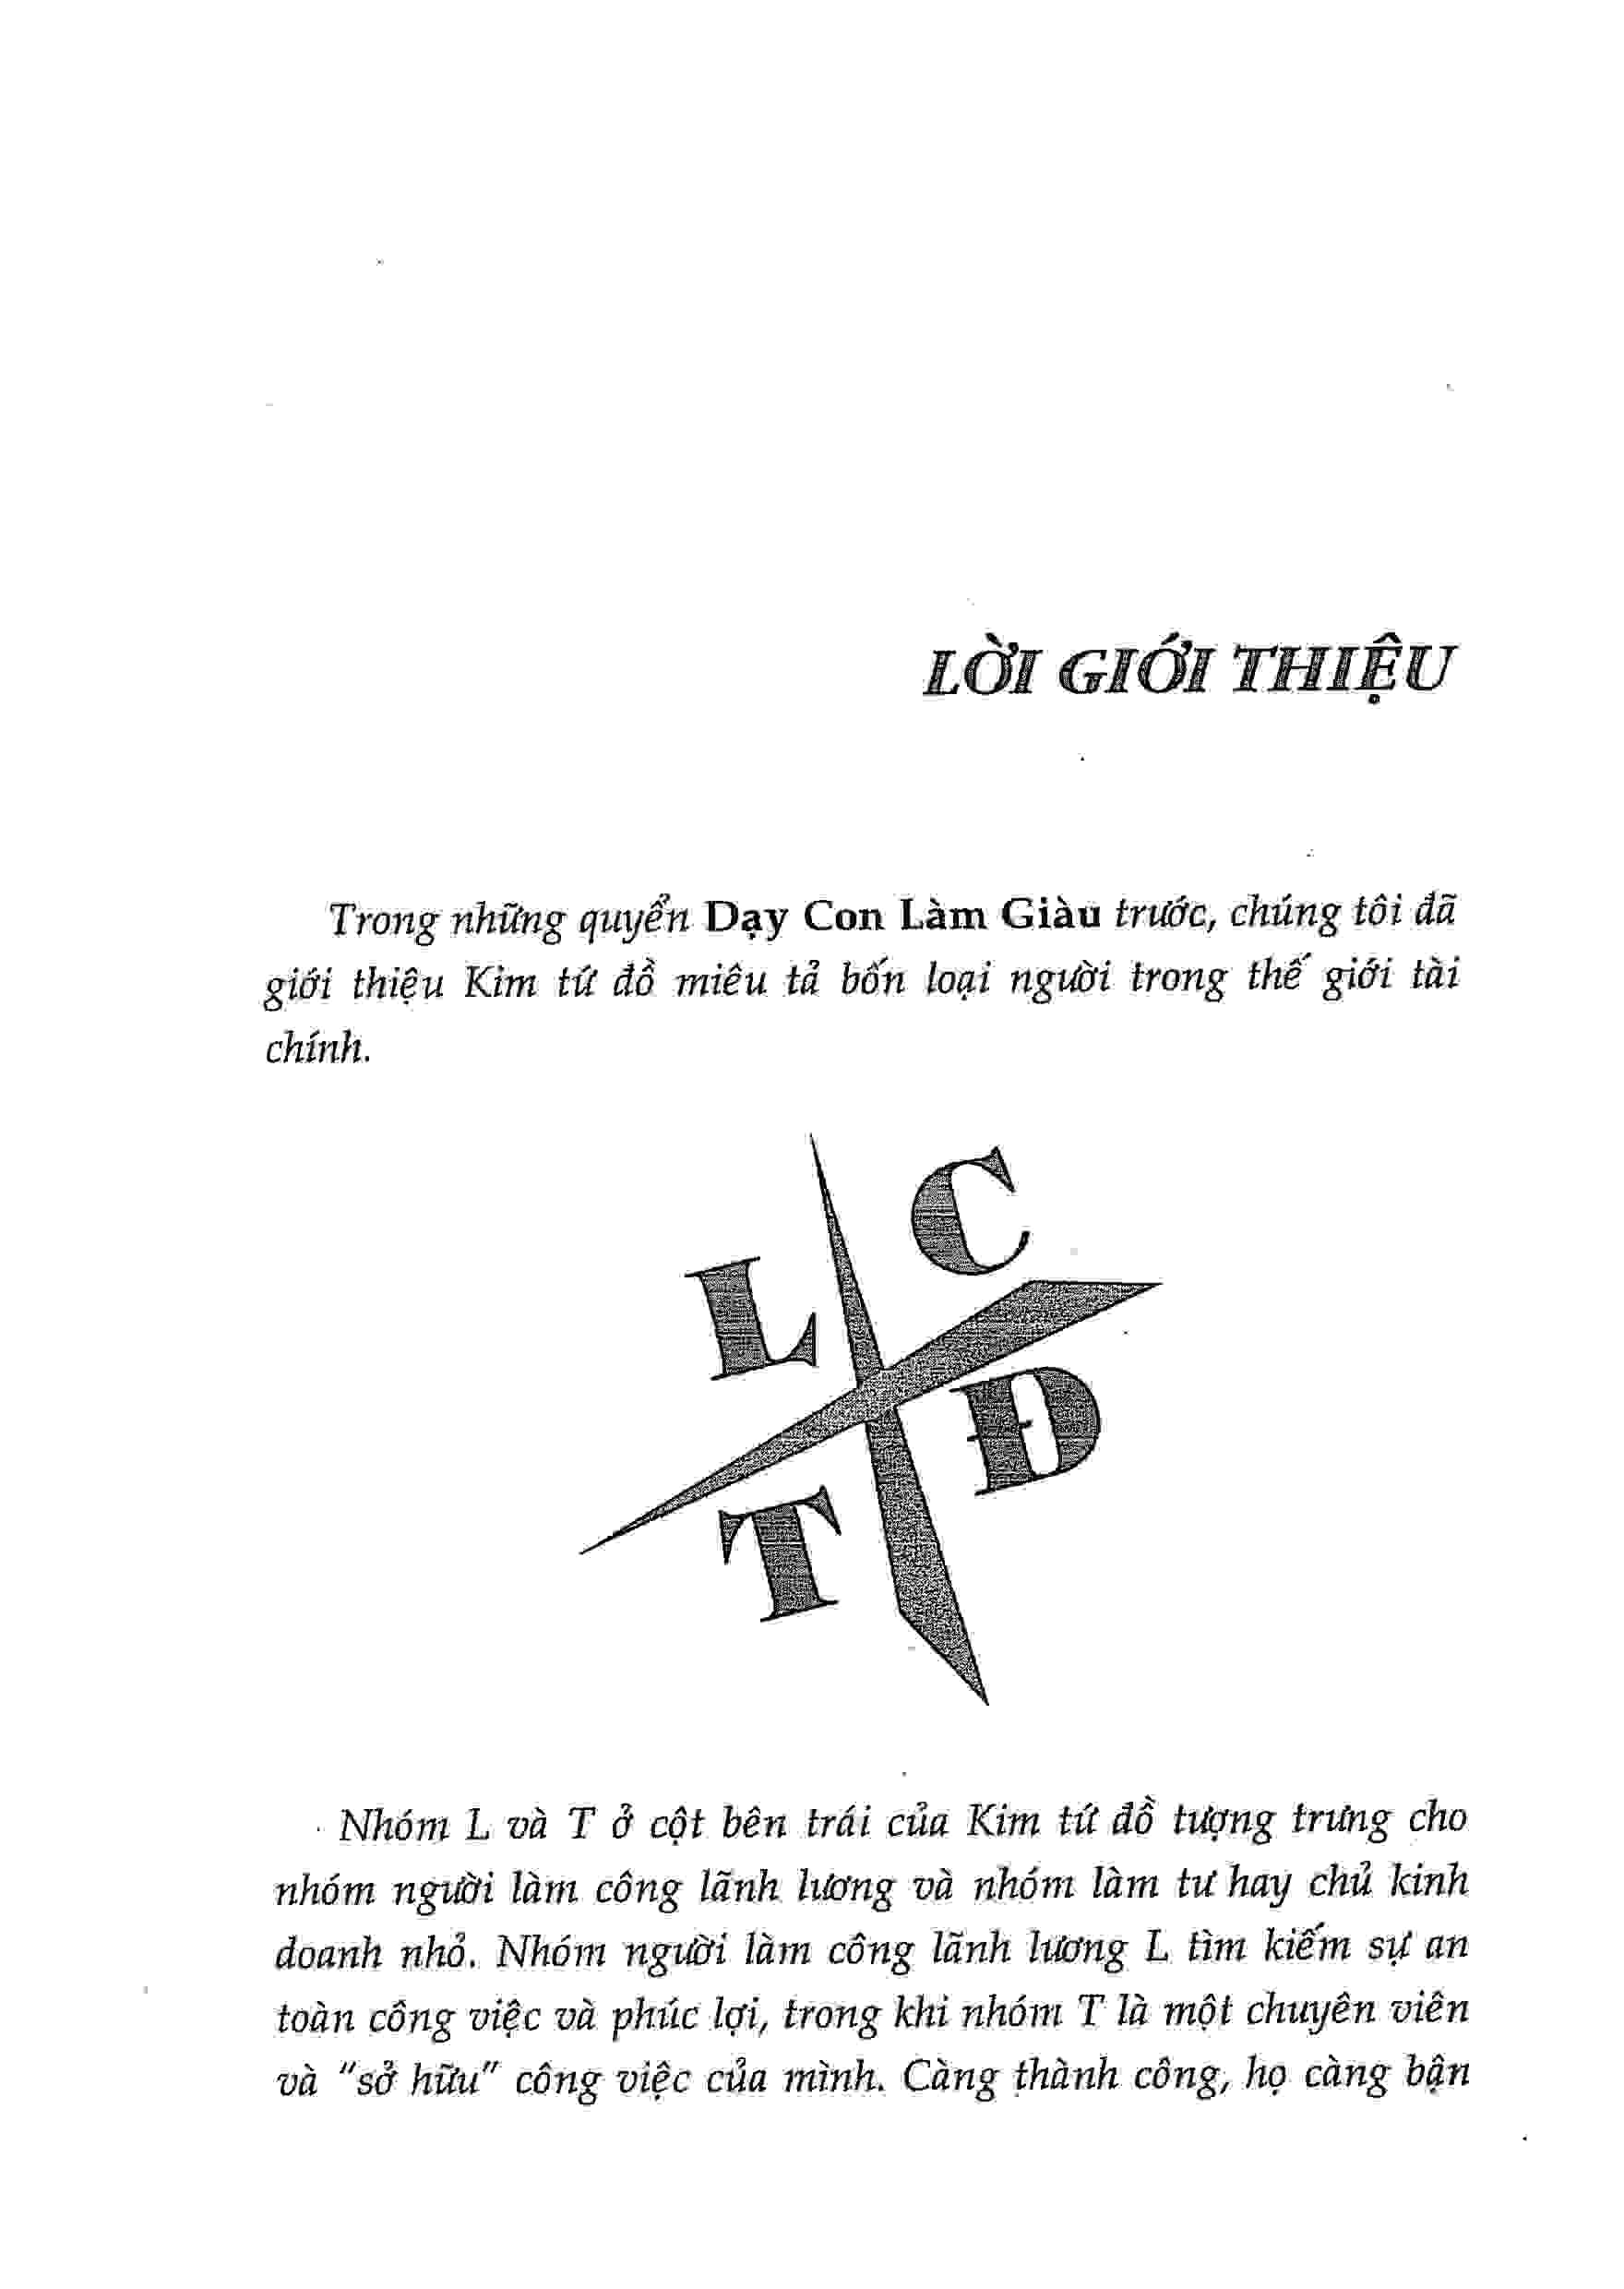 LỜI GIỚI THIỆU
Trong những quyển Dạy Con Làm Giàu trước, chúng tôi đã
giới thiệu Kim tứ đồ miêu tả bốn loại người trong thế giới tài
chính.
L C
T Đ
Nhóm L và T ở cột bên trái của Kim tứ đồ tượng trưng cho
nhóm người làm công lãnh lương và nhóm làm tư hay chủ kinh
doanh nhỏ. Nhóm người làm công lãnh lương L tìm kiếm sự an
toàn công việc và phúc lợi, trong khi nhóm T là một chuyên viên
và "sở hữu" công việc của mình. Càng thành công, họ càng bận